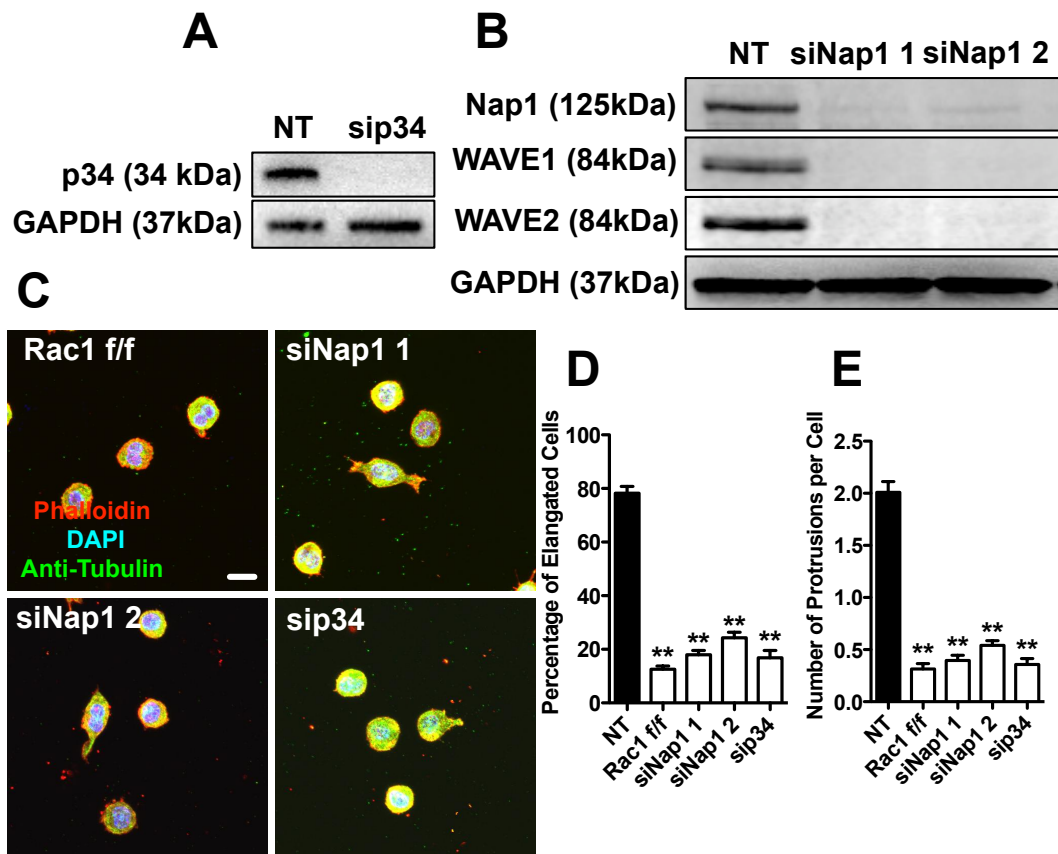 A
NT sip34
p34 (34 kDa)
GAPDH (37kDa)
B
NT siNap1 1 siNap1 2
Nap1 (125kDa)
WAVE1 (84kDa)
WAVE2 (84kDa)
GAPDH (37kDa)
C
Rac1 f/f
Phalloidin
DAPI
Anti-Tubulin
siNap1 1
siNap1 2
sip34
D
Percentage of Elangated Cells
100
80
60
40
20
0
** ** ** **
NT Rac1 f/f siNap1 1 siNap1 2 sip34
E
Number of Protrusions per Cell
2.5
2.0
1.5
1.0
0.5
0.0
** ** ** **
NT Rac1 f/f siNap1 1 siNap1 2 sip34